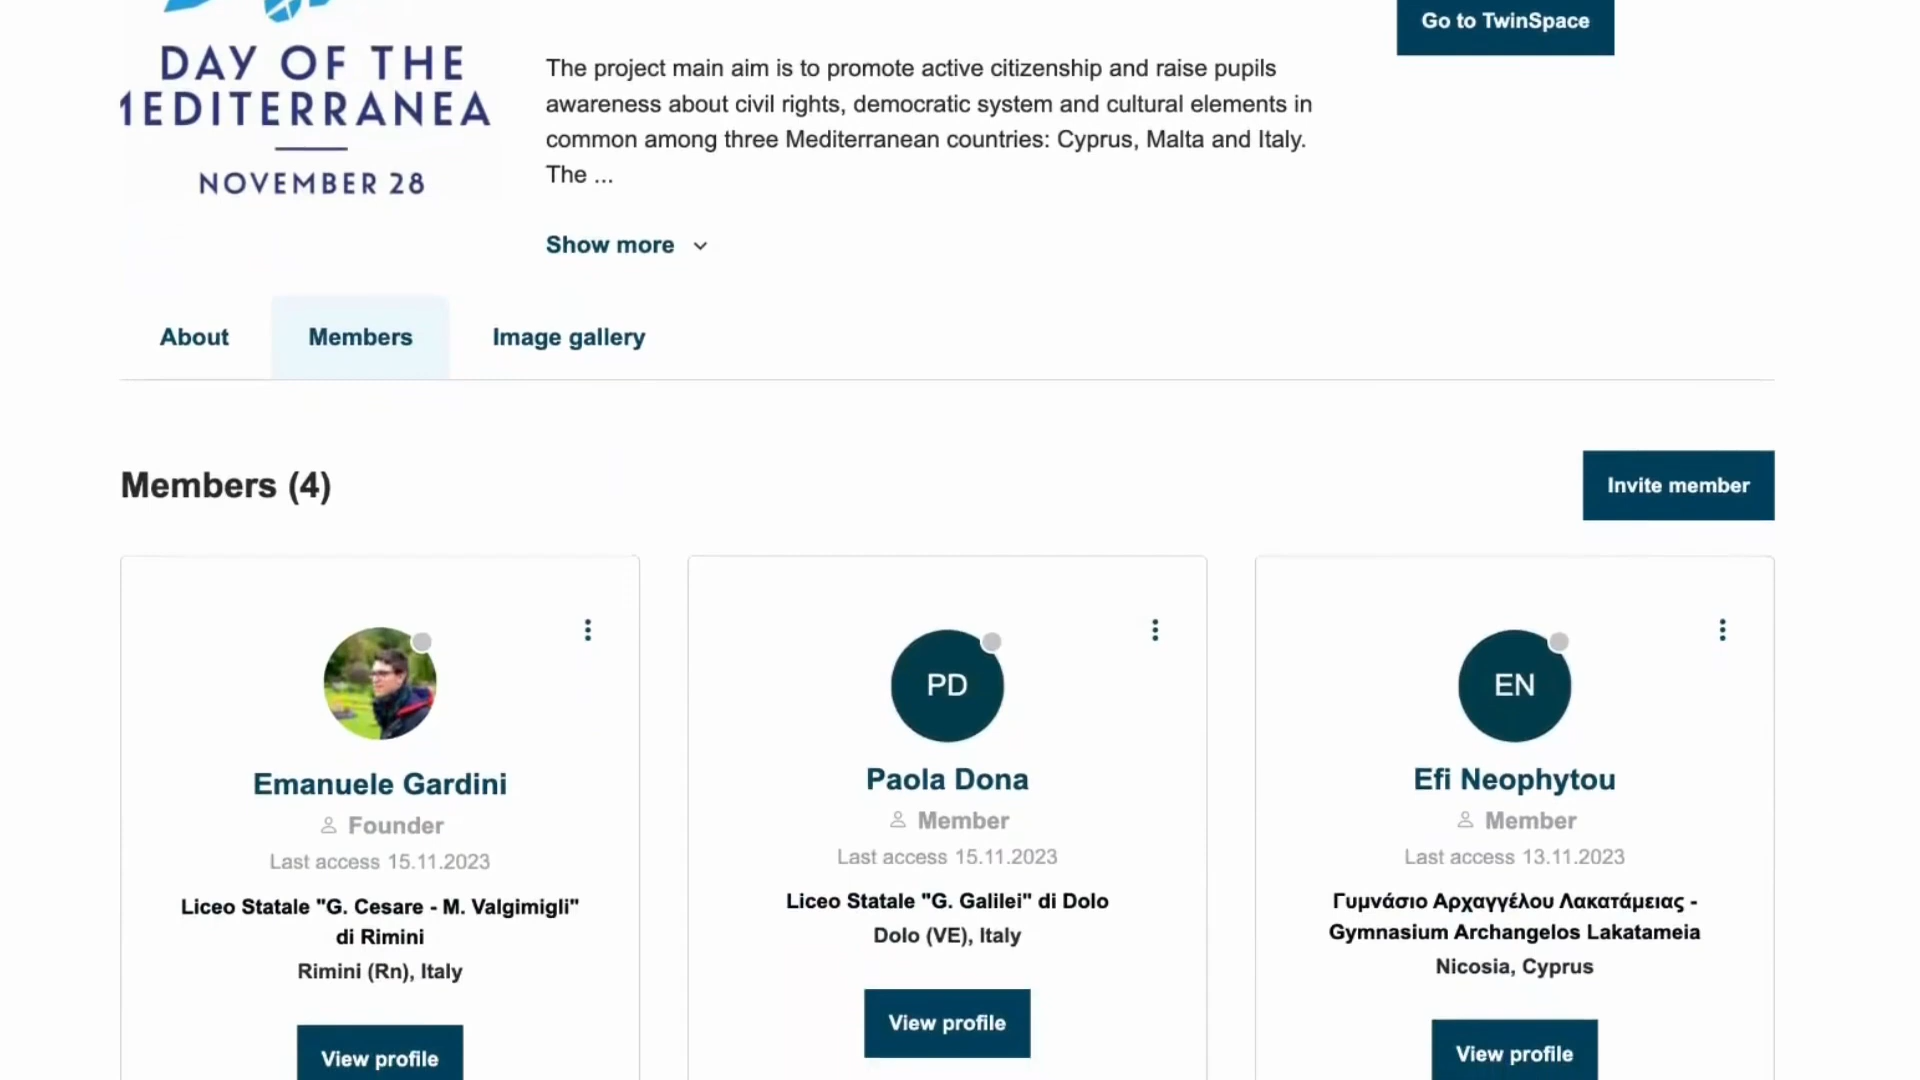 Go to TwinSpace
DAY OF THE
MEDITERRANEA
NOVEMBER 28
The project main aim is to promote active citizenship and raise pupils
awareness about civil rights, democratic system and cultural elements in
common among three Mediterranean countries: Cyprus, Malta and Italy.
The ...
Show more
About
Members
Image gallery
Members (4)
Invite member
Emanuele Gardini
Founder
Last access 15.11.2023
Liceo Statale "G. Cesare - M. Valgimigli"
di Rimini
Rimini (Rn), Italy
View profile
PD
Paola Dona
Member
Last access 15.11.2023
Liceo Statale "G. Galilei" di Dolo
Dolo (VE), Italy
View profile
EN
Efi Neophytou
Member
Last access 13.11.2023
Γυμνάσιο Αρχαγγέλου Λακατάμειας -
Gymnasium Archangelos Lakatameia
Nicosia, Cyprus
View profile